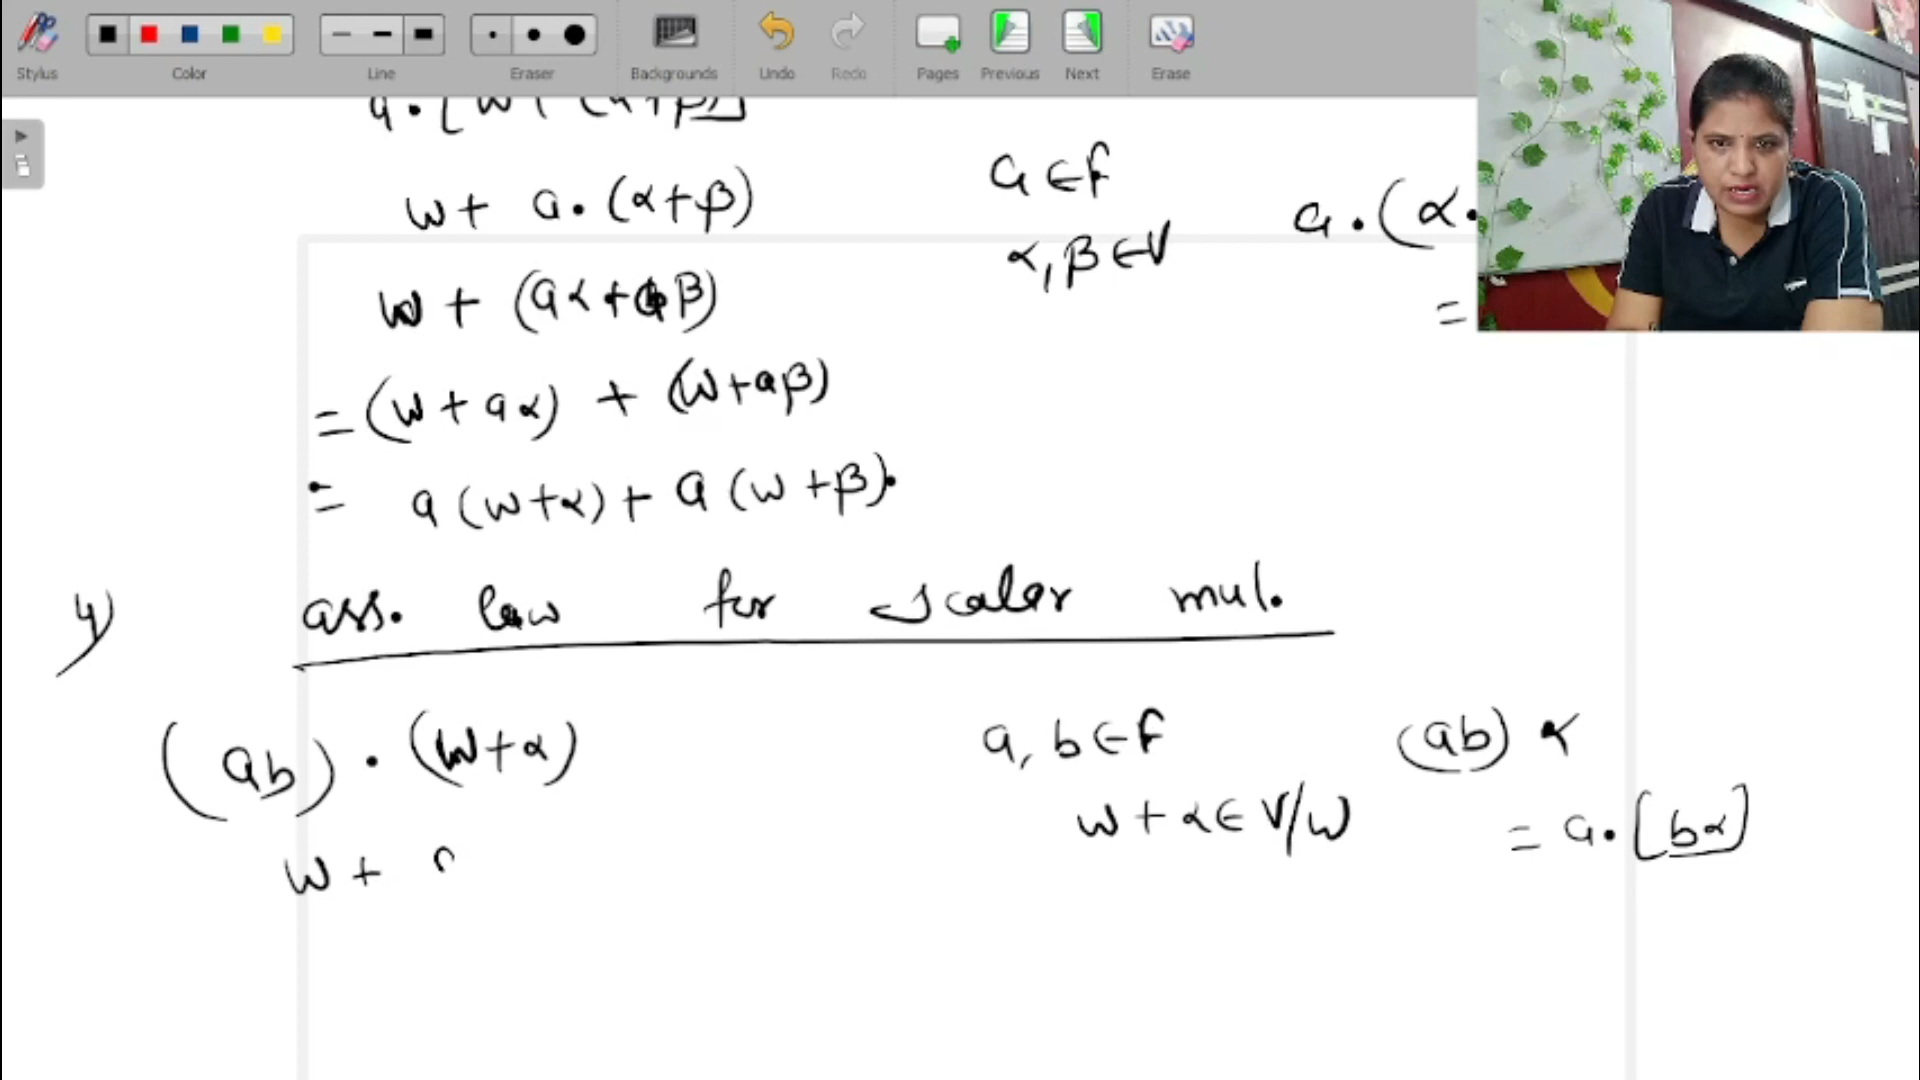 Stylus
Color
Line
Eraser
Backgrounds
Undo
Redo
Pages
Previous
Next
Erase
a.[W+(α+β)]
W + a.(α+β)
a ∈ F
α, β ∈ V
a.(α.
W + (aα + aβ)
=
= (W + aα) + (W + aβ)
= a (W+α) + a (W+β).
4) ass. law for scalar mul.
(ab) . (W+α)
a, b ∈ F
W + α ∈ V/W
(ab) α
= a.[bα]
W +